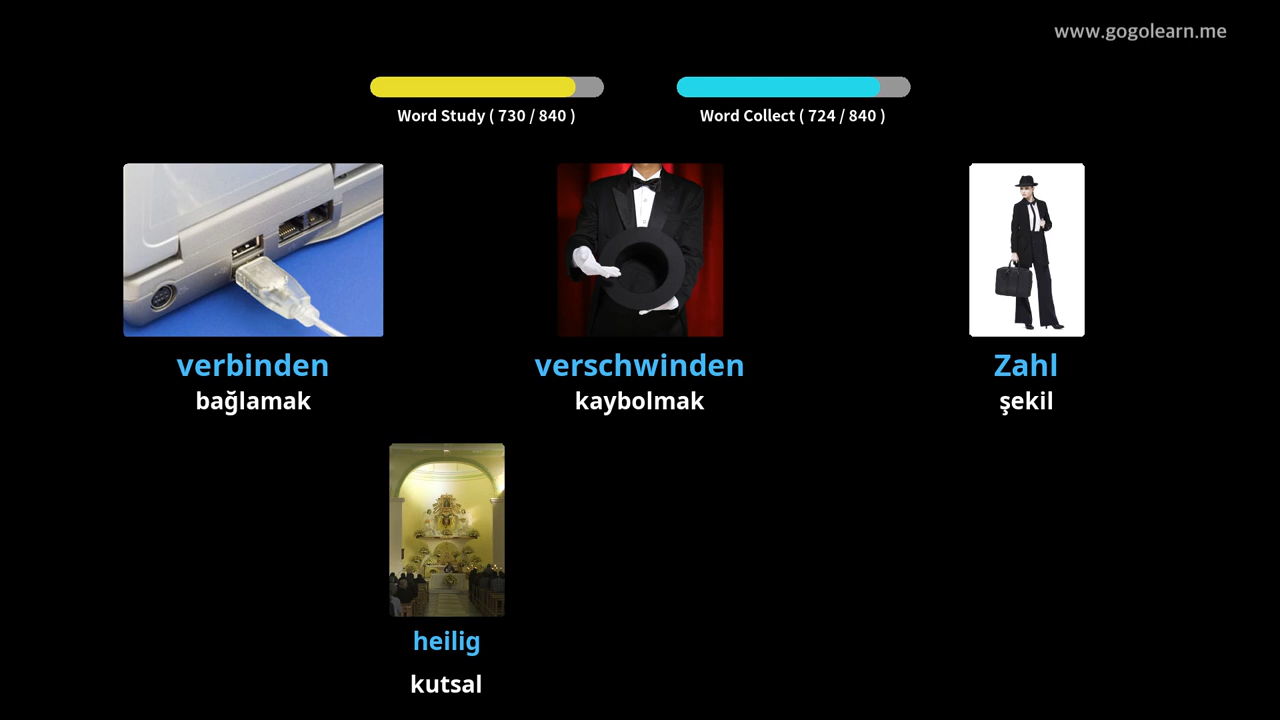 www.gogolearn.me
Word Study ( 730 / 840 )
Word Collect ( 724 / 840 )
verbinden
bağlamak
verschwinden
kaybolmak
Zahl
şekil
heilig
kutsal